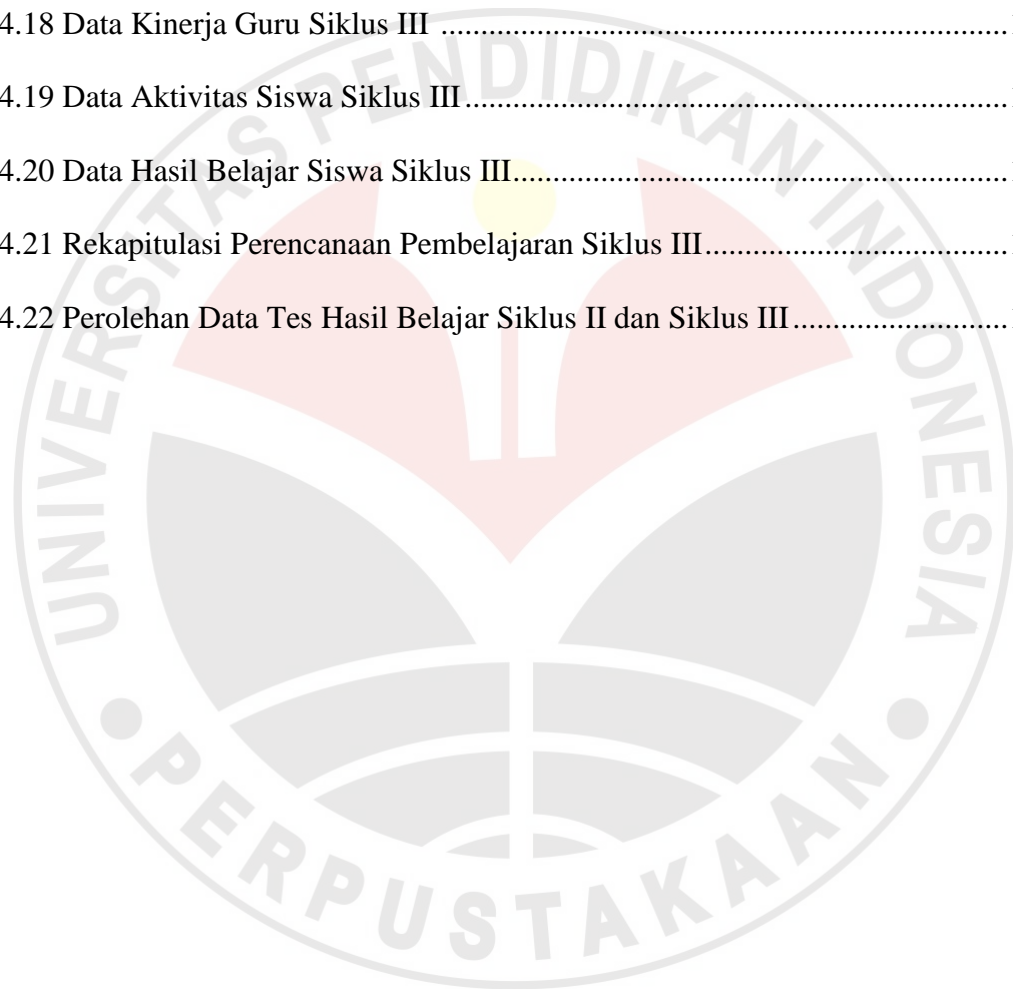 4.18 Data Kinerja Guru Siklus III ........................................................................
4.19 Data Aktivitas Siswa Siklus III .....................................................................
4.20 Data Hasil Belajar Siswa Siklus III...............................................................
4.21 Rekapitulasi Perencanaan Pembelajaran Siklus III......................................
4.22 Perolehan Data Tes Hasil Belajar Siklus II dan Siklus III...........................
UNIVERSITAS PENDIDIKAN INDONESIA
PERPUSTAKAAN